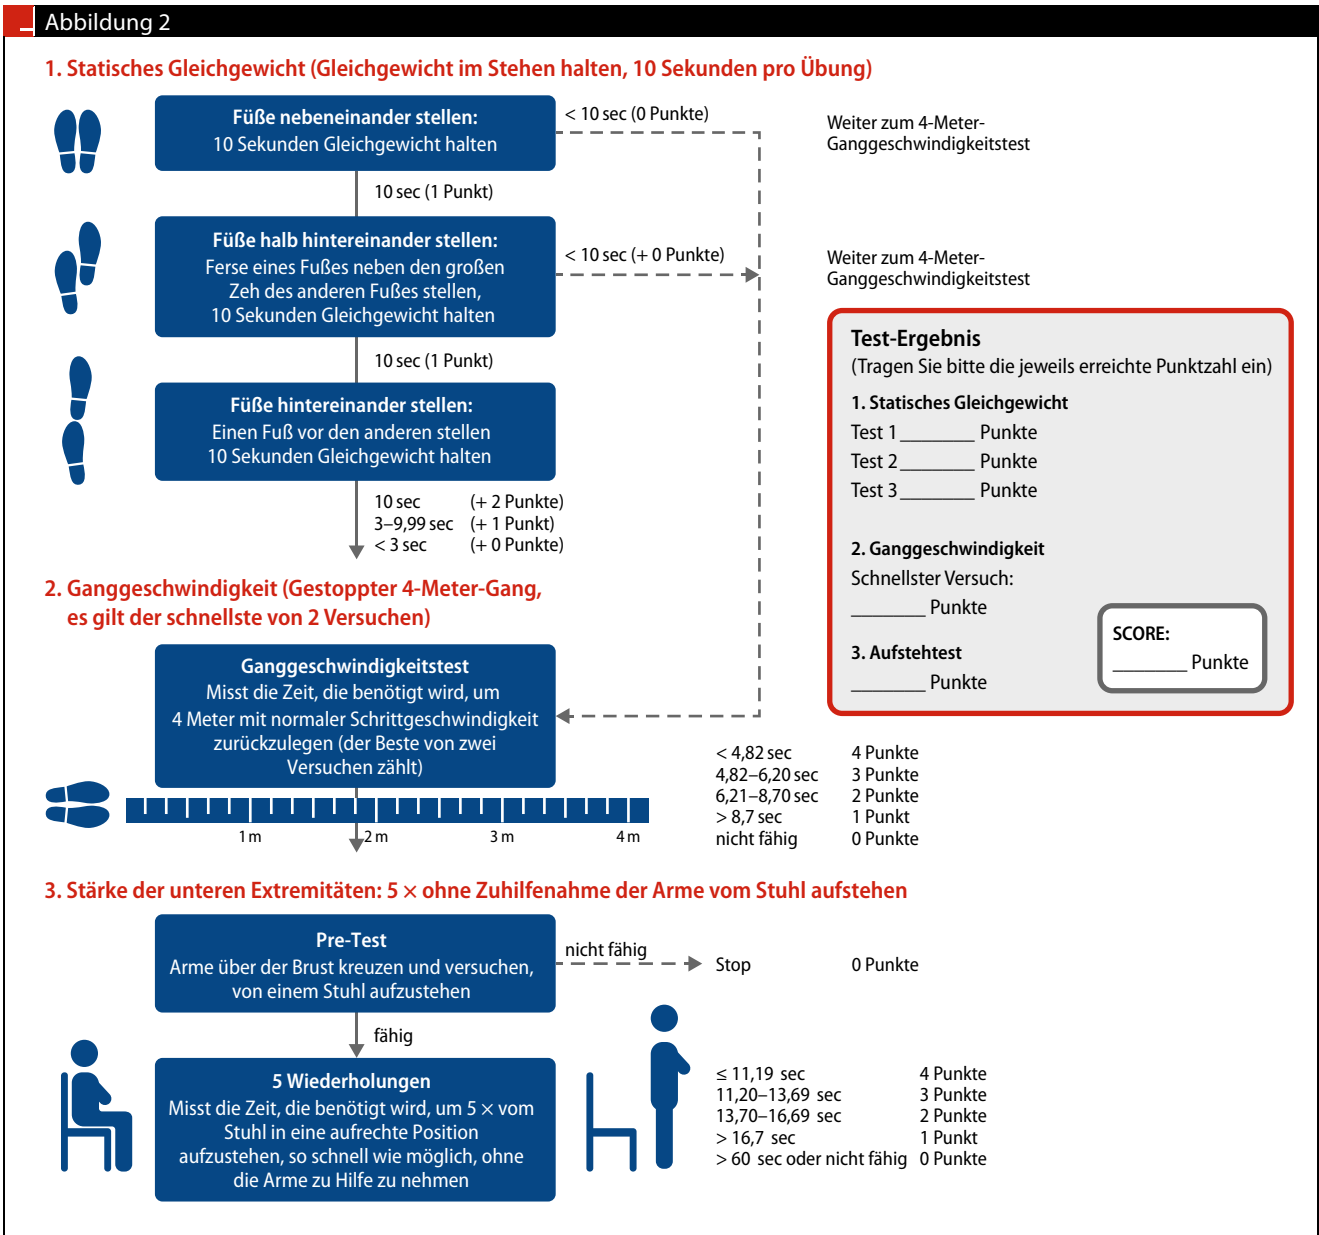 Abbildung 2
1. Statisches Gleichgewicht (Gleichgewicht im Stehen halten, 10 Sekunden pro Übung)
Füße nebeneinander stellen:
10 Sekunden Gleichgewicht halten
< 10 sec (0 Punkte)
Weiter zum 4-Meter-
Ganggeschwindigkeitstest
10 sec (1 Punkt)
Füße halb hintereinander stellen:
Ferse eines Fußes neben den großen
Zeh des anderen Fußes stellen,
10 Sekunden Gleichgewicht halten
< 10 sec (+ 0 Punkte)
Weiter zum 4-Meter-
Ganggeschwindigkeitstest
10 sec (1 Punkt)
Füße hintereinander stellen:
Einen Fuß vor den anderen stellen
10 Sekunden Gleichgewicht halten
10 sec (+ 2 Punkte)
3–9,99 sec (+ 1 Punkt)
< 3 sec (+ 0 Punkte)
Test-Ergebnis
(Tragen Sie bitte die jeweils erreichte Punktzahl ein)
1. Statisches Gleichgewicht
Test 1_______ Punkte
Test 2_______ Punkte
Test 3_______ Punkte
2. Ganggeschwindigkeit
Schnellster Versuch:
_______ Punkte
3. Aufstehtest
_______ Punkte
SCORE:
_______ Punkte
2. Ganggeschwindigkeit (Gestoppter 4-Meter-Gang,
es gilt der schnellste von 2 Versuchen)
Ganggeschwindigkeitstest
Misst die Zeit, die benötigt wird, um
4 Meter mit normaler Schrittgeschwindigkeit
zurückzulegen (der Beste von zwei
Versuchen zählt)
< 4,82 sec 4 Punkte
4,82–6,20 sec 3 Punkte
6,21–8,70 sec 2 Punkte
> 8,7 sec 1 Punkt
nicht fähig 0 Punkte
1 m 2 m 3 m 4 m
3. Stärke der unteren Extremitäten: 5 × ohne Zuhilfenahme der Arme vom Stuhl aufstehen
Pre-Test
Arme über der Brust kreuzen und versuchen,
von einem Stuhl aufzustehen
nicht fähig
Stop 0 Punkte
fähig
5 Wiederholungen
Misst die Zeit, die benötigt wird, um 5 × vom
Stuhl in eine aufrechte Position
aufzustehen, so schnell wie möglich, ohne
die Arme zu Hilfe zu nehmen
≤ 11,19 sec 4 Punkte
11,20–13,69 sec 3 Punkte
13,70–16,69 sec 2 Punkte
> 16,7 sec 1 Punkt
> 60 sec oder nicht fähig 0 Punkte